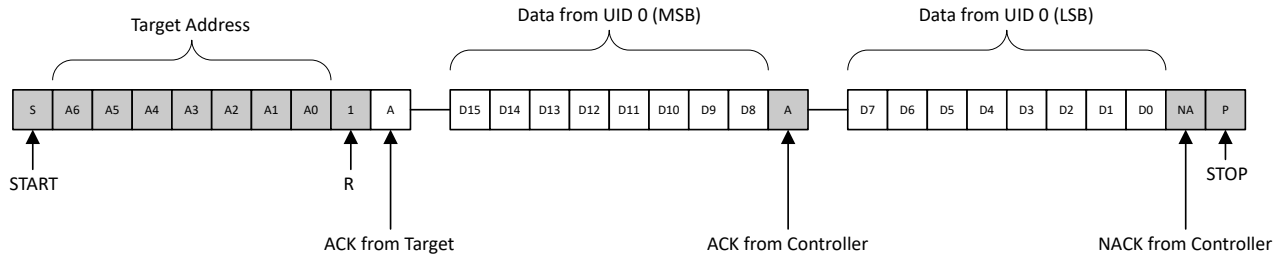 Target Address
Data from UID 0 (MSB)
Data from UID 0 (LSB)
S A6 A5 A4 A3 A2 A1 A0 1 A D15 D14 D13 D12 D11 D10 D9 D8 A D7 D6 D5 D4 D3 D2 D1 D0 NA P
START
R
STOP
ACK from Target
ACK from Controller
NACK from Controller